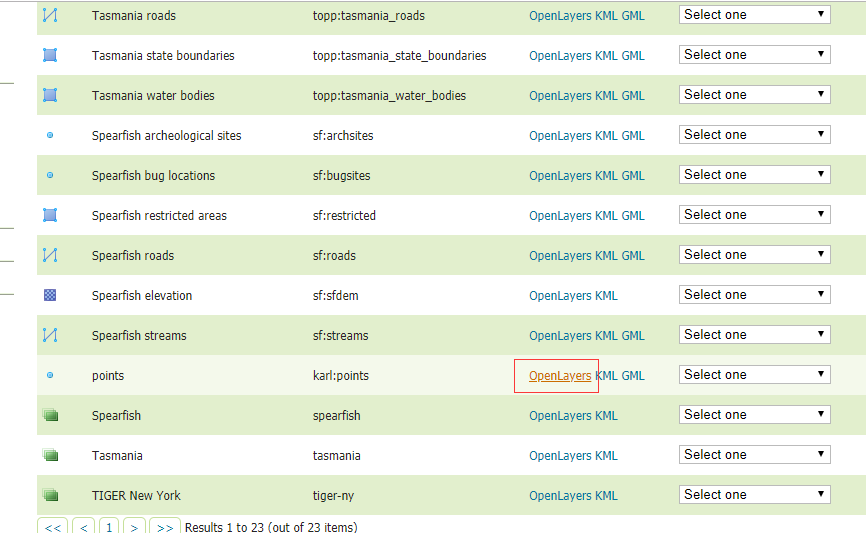 Tasmania roads topp:tasmania_roads OpenLayers KML GML Select one
Tasmania state boundaries topp:tasmania_state_boundaries OpenLayers KML GML Select one
Tasmania water bodies topp:tasmania_water_bodies OpenLayers KML GML Select one
Spearfish archeological sites sf:archsites OpenLayers KML GML Select one
Spearfish bug locations sf:bugsites OpenLayers KML GML Select one
Spearfish restricted areas sf:restricted OpenLayers KML GML Select one
Spearfish roads sf:roads OpenLayers KML GML Select one
Spearfish elevation sf:sfdem OpenLayers KML Select one
Spearfish streams sf:streams OpenLayers KML GML Select one
points karl:points OpenLayers KML GML Select one
Spearfish spearfish OpenLayers KML Select one
Tasmania tasmania OpenLayers KML Select one
TIGER New York tiger-ny OpenLayers KML Select one
<< < 1 > >> Results 1 to 23 (out of 23 items)